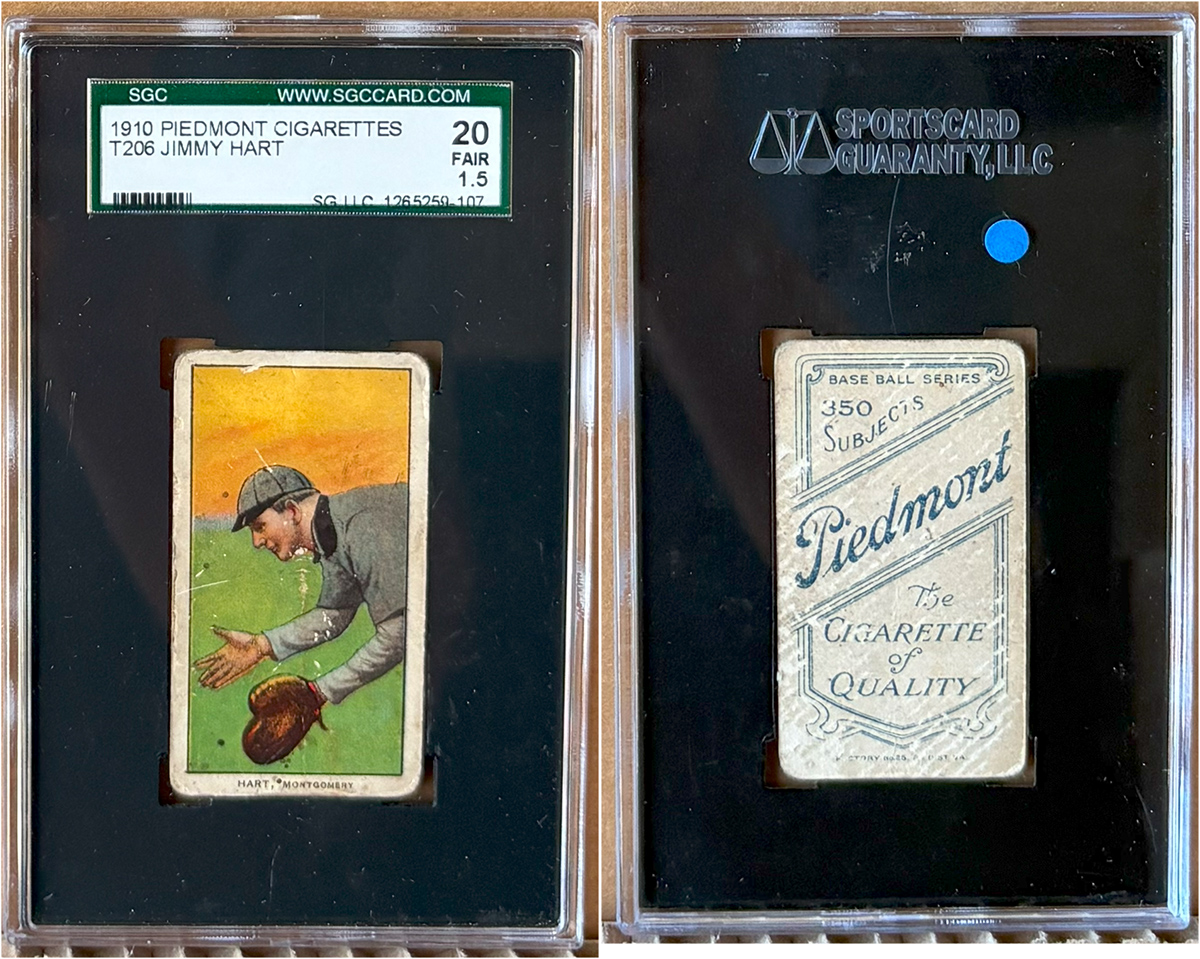 SGC WWW.SGCCARD.COM
1910 PIEDMONT CIGARETTES
T206 JIMMY HART
20
FAIR
1.5
SG LLC 1265259-107
HART, MONTGOMERY
SPORTSCARD
GUARANTY, LLC
BASE BALL SERIES
350
SUBJECTS
Piedmont
The
CIGARETTE
of
QUALITY